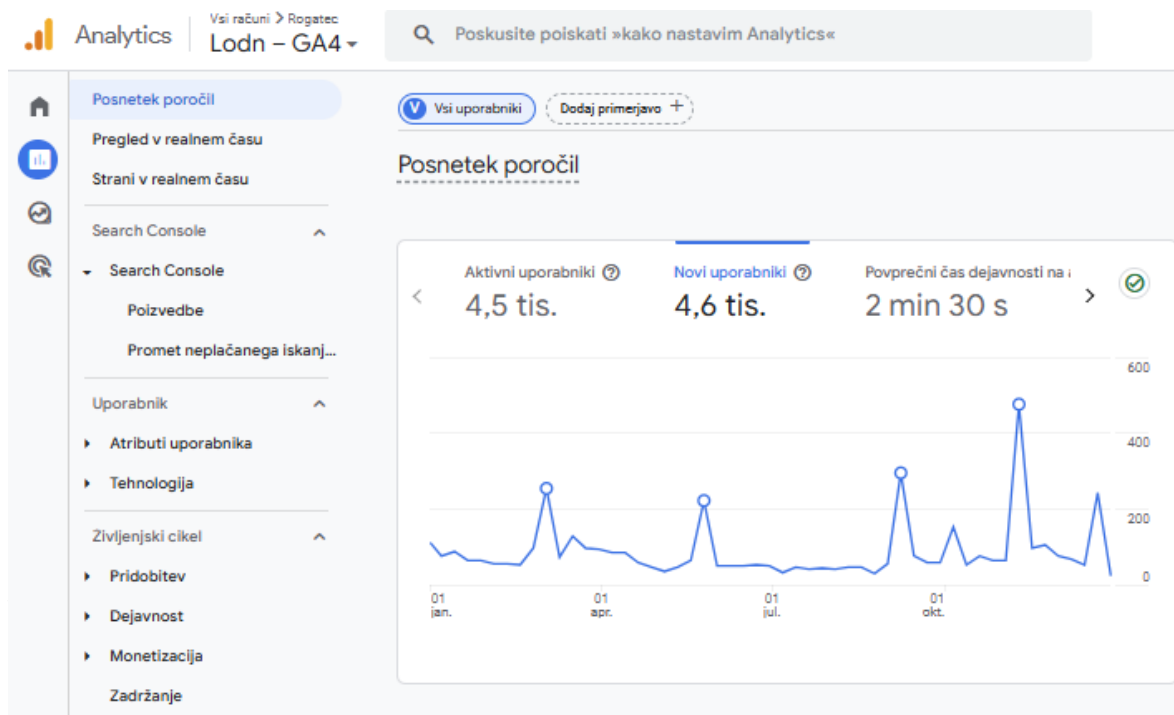 Analytics
Vsi računi > Rogatec
Lodn – GA4
Poskusite poiskati »kako nastavim Analytics«
Posnetek poročil
Pregled v realnem času
Strani v realnem času
Search Console
Search Console
Poizvedbe
Promet neplačanega iskanj...
Uporabnik
Atributi uporabnika
Tehnologija
Življenjski cikel
Pridobitev
Dejavnost
Monetizacija
Zadržanje
V Vsi uporabniki
Dodaj primerjavo +
Posnetek poročil
Aktivni uporabniki
4,5 tis.
Novi uporabniki
4,6 tis.
Povprečni čas dejavnosti na
2 min 30 s
600
400
200
0
01 jan.
01 apr.
01 jul.
01 okt.